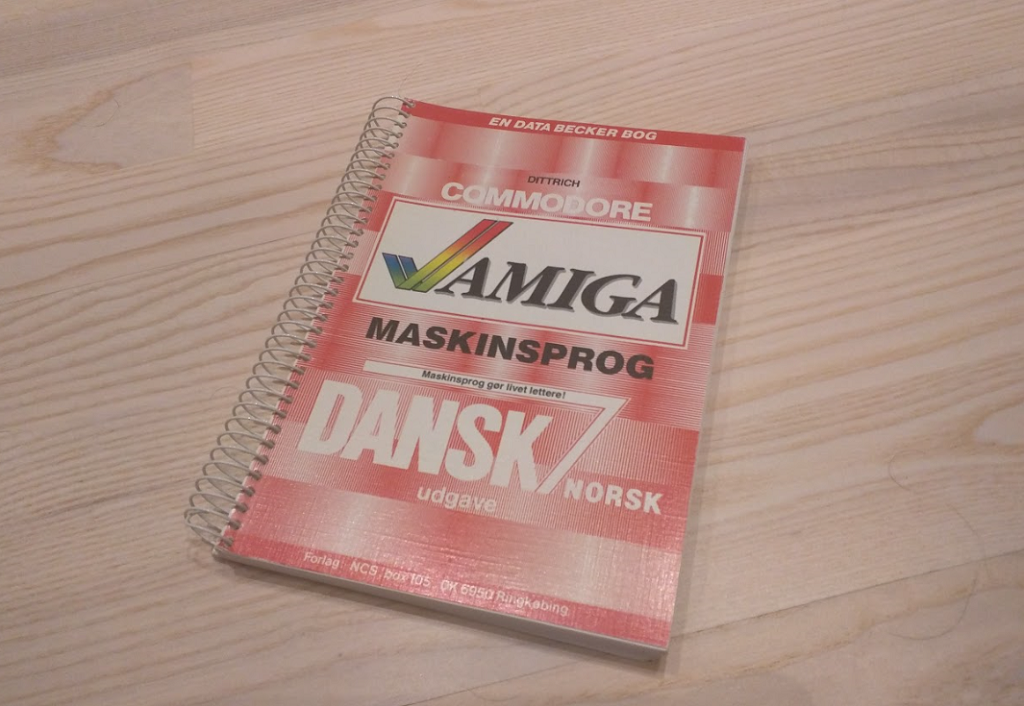 EN DATA BECKER BOG
DITTRICH
COMMODORE
AMIGA
MASKINSPROG
Maskinsprog gør livet lettere!
DANSK
NORSK
udgave
Forlag NCS, box 105, DK 6950 Ringkøbing